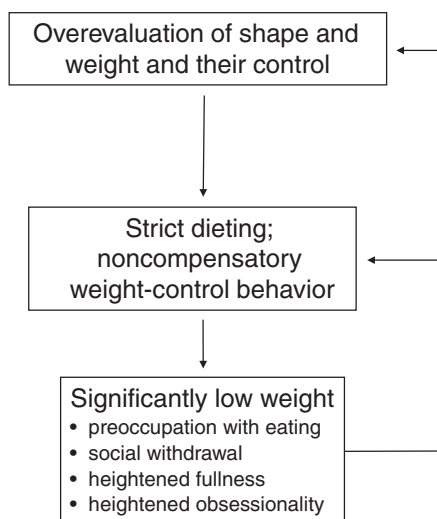 Overevaluation of shape and
weight and their control
Strict dieting;
noncompensatory
weight-control behavior
Significantly low weight
• preoccupation with eating
• social withdrawal
• heightened fullness
• heightened obsessionality